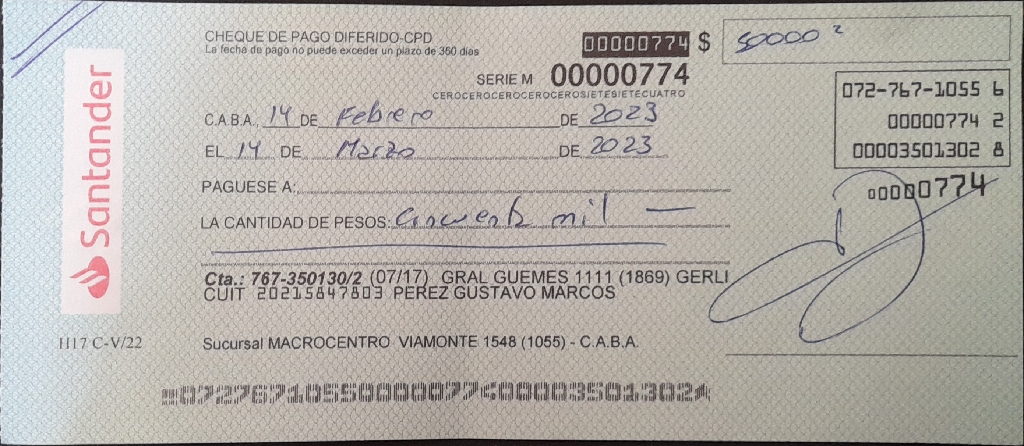 Santander
CHEQUE DE PAGO DIFERIDO-CPD
La fecha de pago no puede exceder un plazo de 360 días
00000774 $ 50000
SERIE M 00000774
CEROCEROCEROCEROCEROSIETESIETECUATRO
072-767-1055 6
00000774 2
00003501302 8
00000774
C.A.B.A., 14 DE Febrero DE 2023
EL 14 DE Marzo DE 2023
PAGUESE A:
LA CANTIDAD DE PESOS: cincuenta mil —
Cta.: 767-350130/2 (07/17) GRAL GUEMES 1111 (1869) GERLI
CUIT 20215847803 PEREZ GUSTAVO MARCOS
H17 C-V/22
Sucursal MACROCENTRO VIAMONTE 1548 (1055) - C.A.B.A.
07276710550000077400003501302